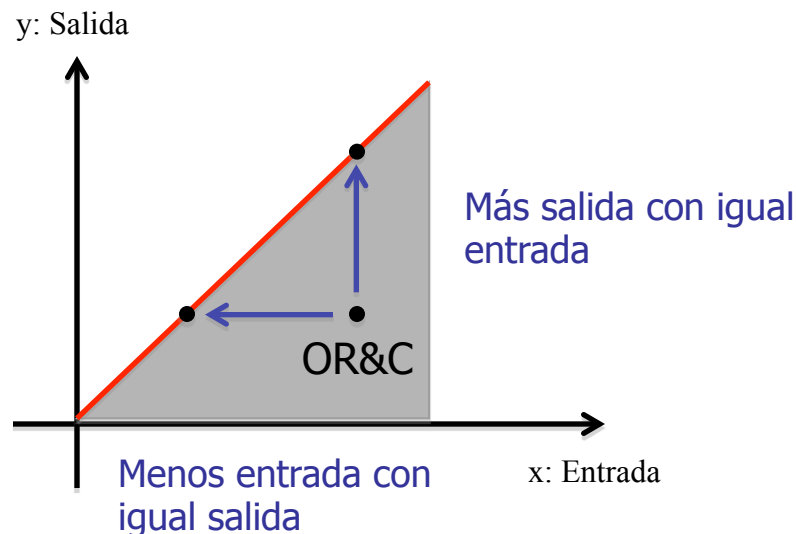 y: Salida
Más salida con igual
entrada
OR&C
Menos entrada con
igual salida
x: Entrada